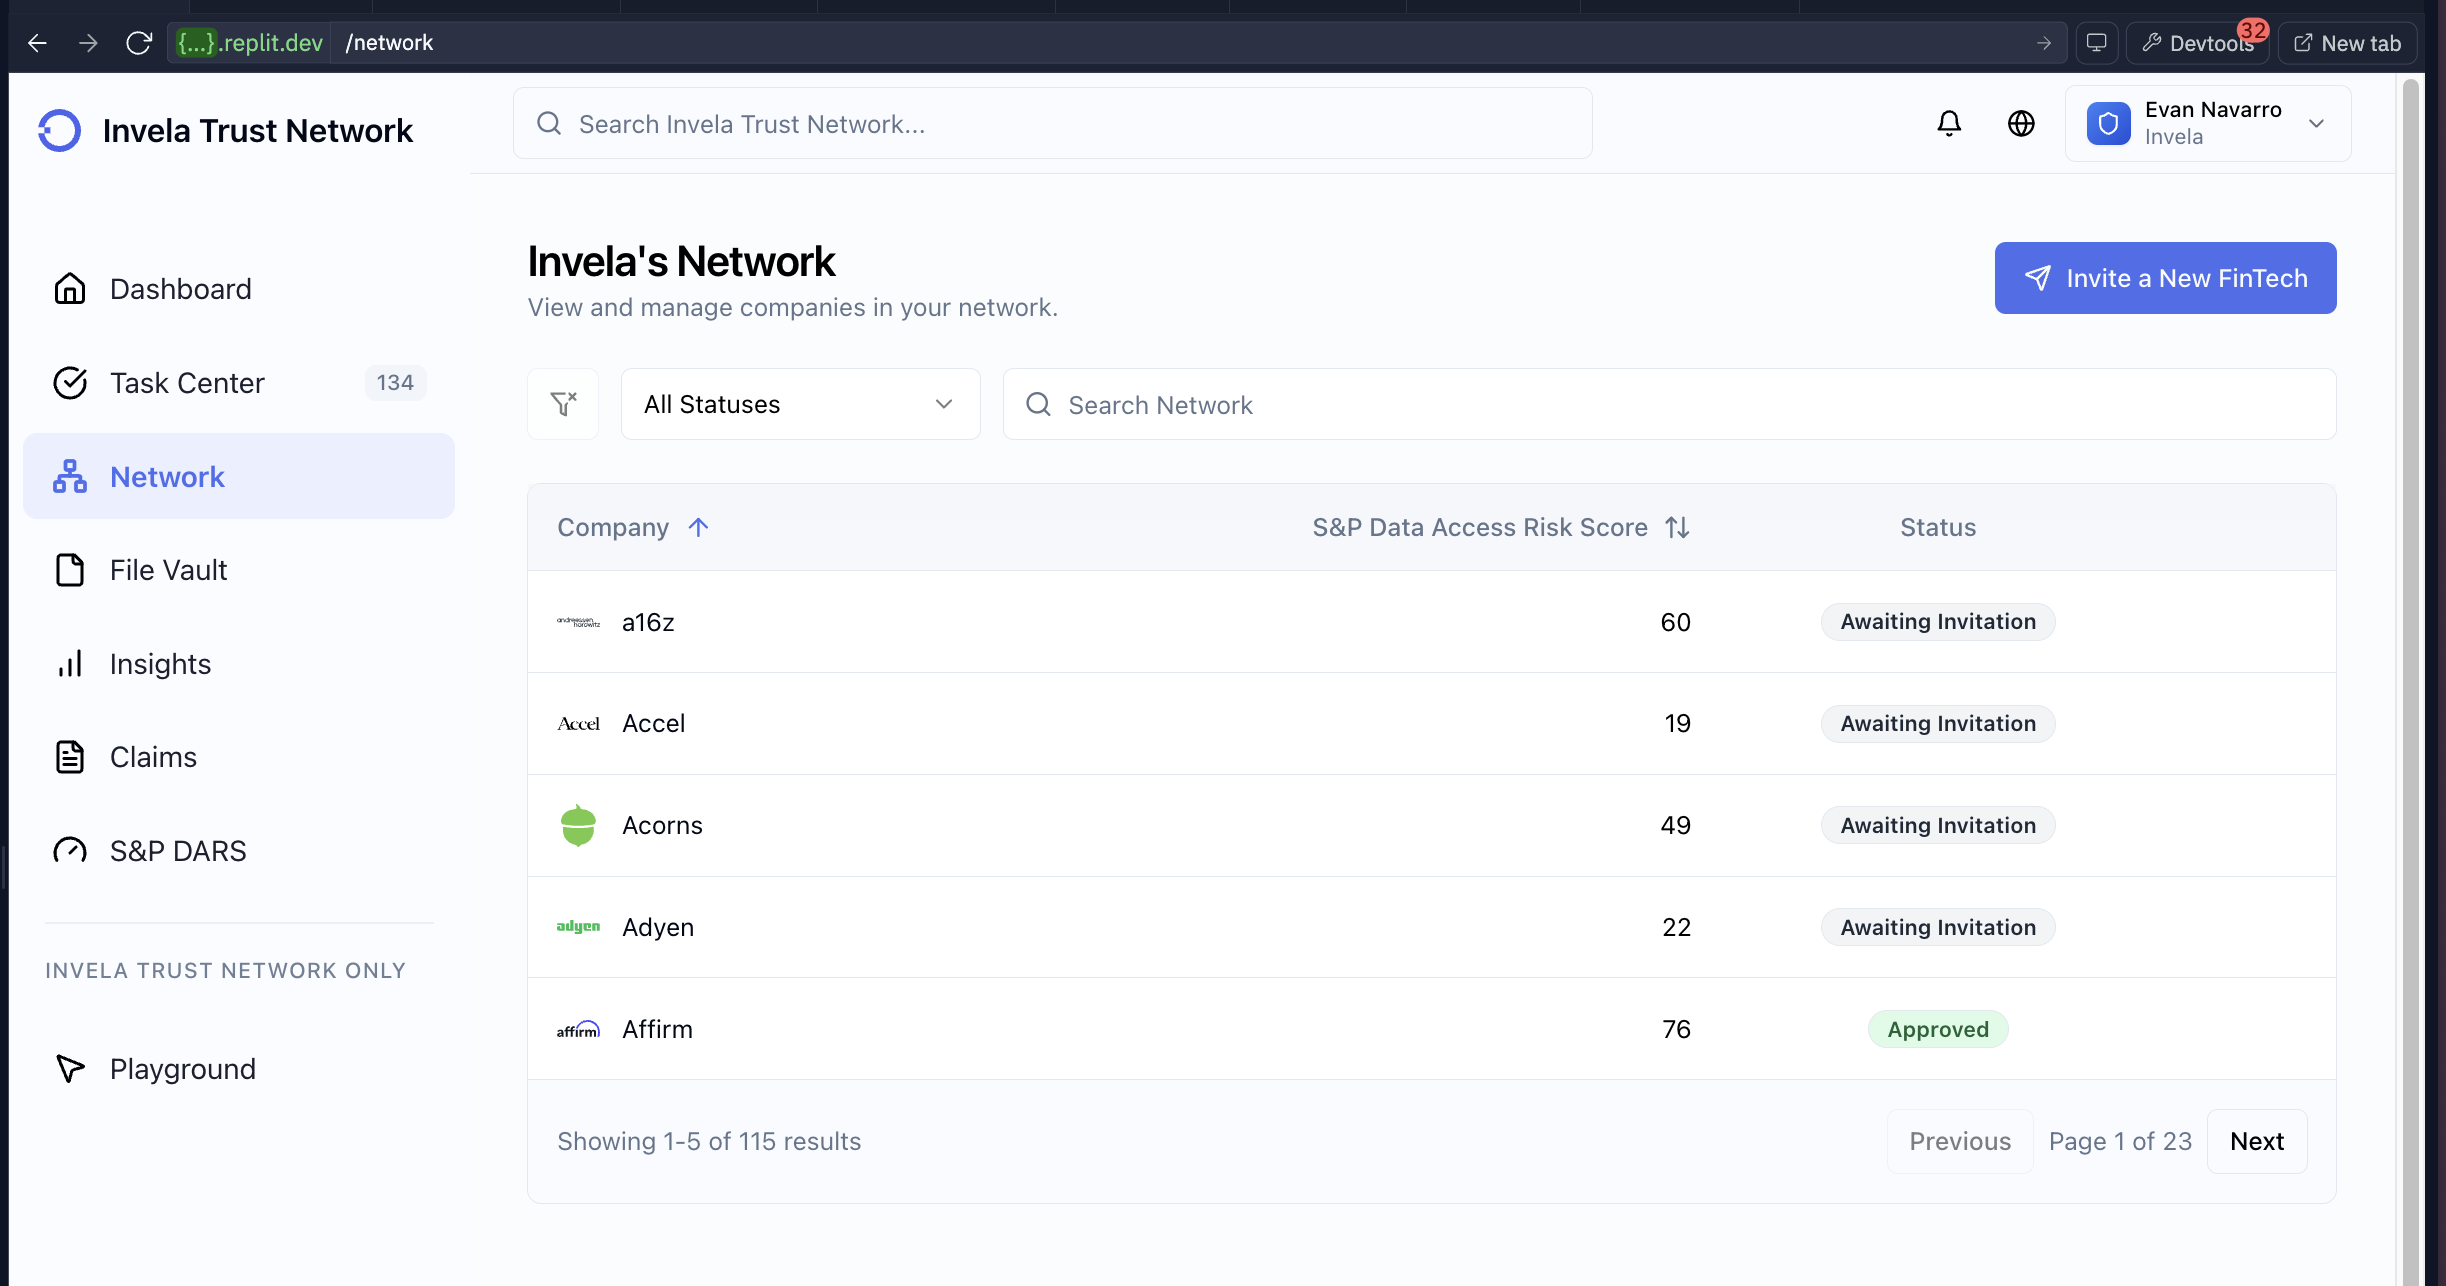 {...}.replit.dev /network
Devtools 32
New tab
Invela Trust Network
Search Invela Trust Network...
Evan Navarro
Invela
Dashboard
Task Center 134
Network
File Vault
Insights
Claims
S&P DARS
INVELA TRUST NETWORK ONLY
Playground
Invela's Network
View and manage companies in your network.
Invite a New FinTech
All Statuses
Search Network
Company S&P Data Access Risk Score Status
andreessen horowitz a16z 60 Awaiting Invitation
Accel Accel 19 Awaiting Invitation
Acorns 49 Awaiting Invitation
adyen Adyen 22 Awaiting Invitation
affirm Affirm 76 Approved
Showing 1-5 of 115 results
Previous Page 1 of 23 Next